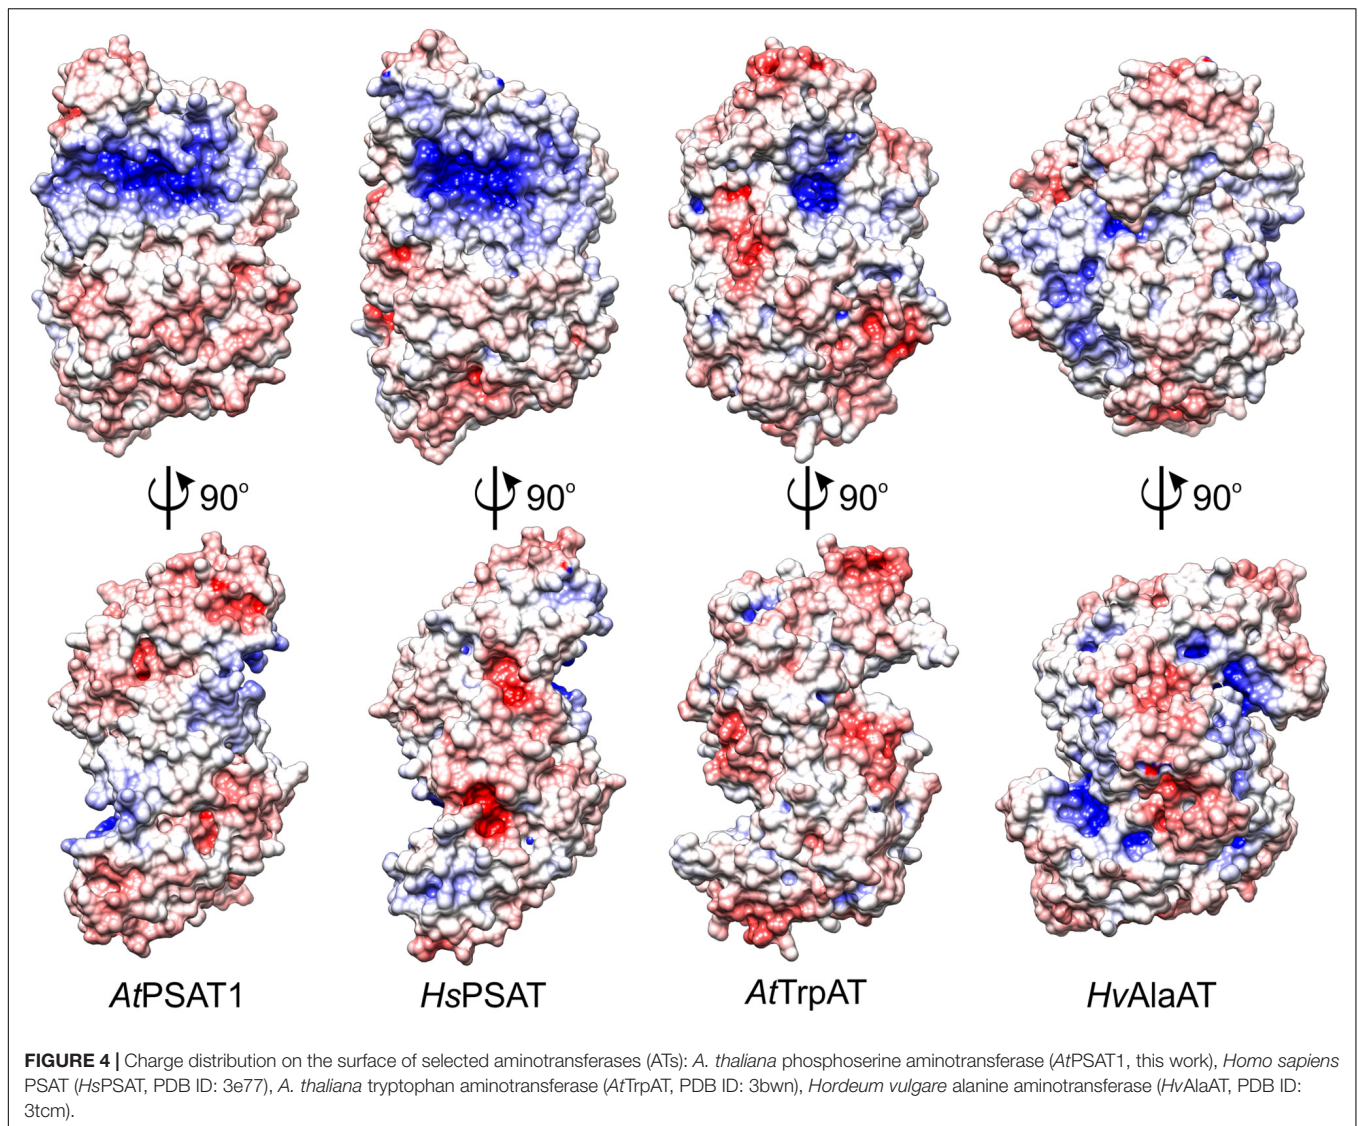 90°
90°
90°
90°
AtPSAT1
HsPSAT
AtTrpAT
HvAlaAT
FIGURE 4 | Charge distribution on the surface of selected aminotransferases (ATs): A. thaliana phosphoserine aminotransferase (AtPSAT1, this work), Homo sapiens
PSAT (HsPSAT, PDB ID: 3e77), A. thaliana tryptophan aminotransferase (AtTrpAT, PDB ID: 3bwn), Hordeum vulgare alanine aminotransferase (HvAlaAT, PDB ID:
3tcm).